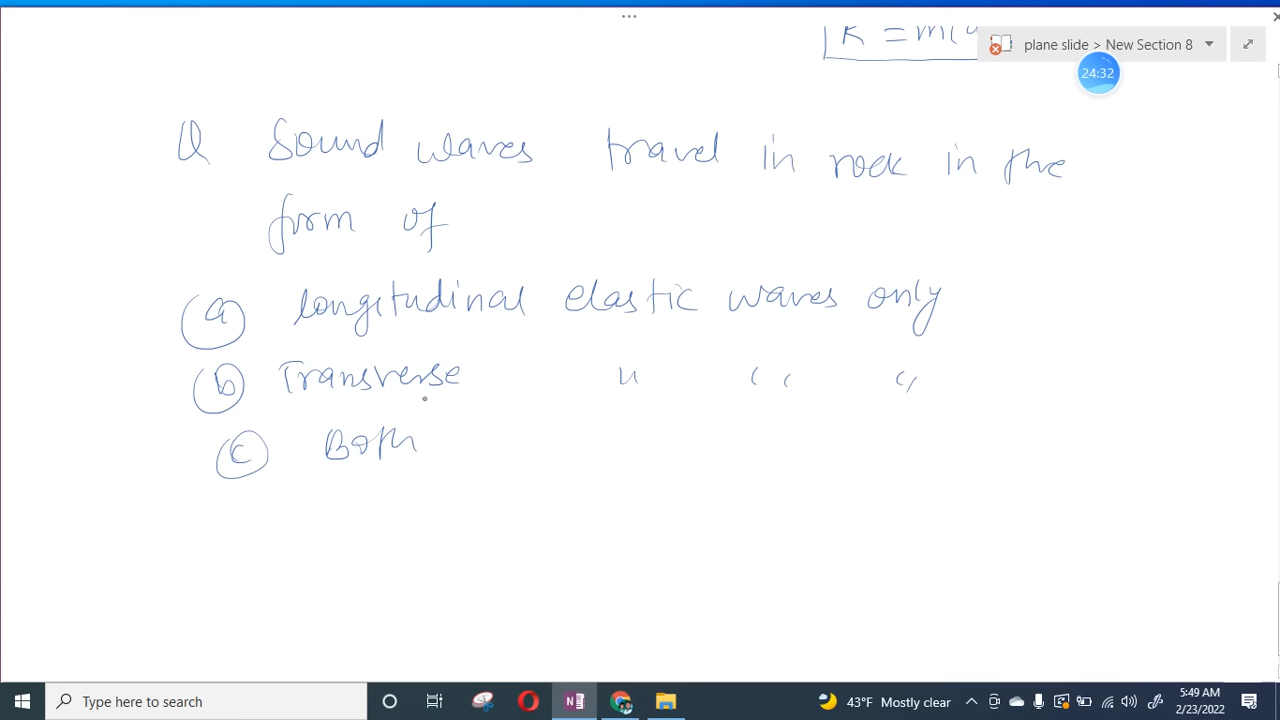 ...
K = m(
plane slide > New Section 8
24:32
Q Sound waves travel in rock in the
form of
(a) longitudinal elastic waves only
(b) Transverse " " "
(c) Both
Type here to search
43°F Mostly clear
5:49 AM
2/23/2022